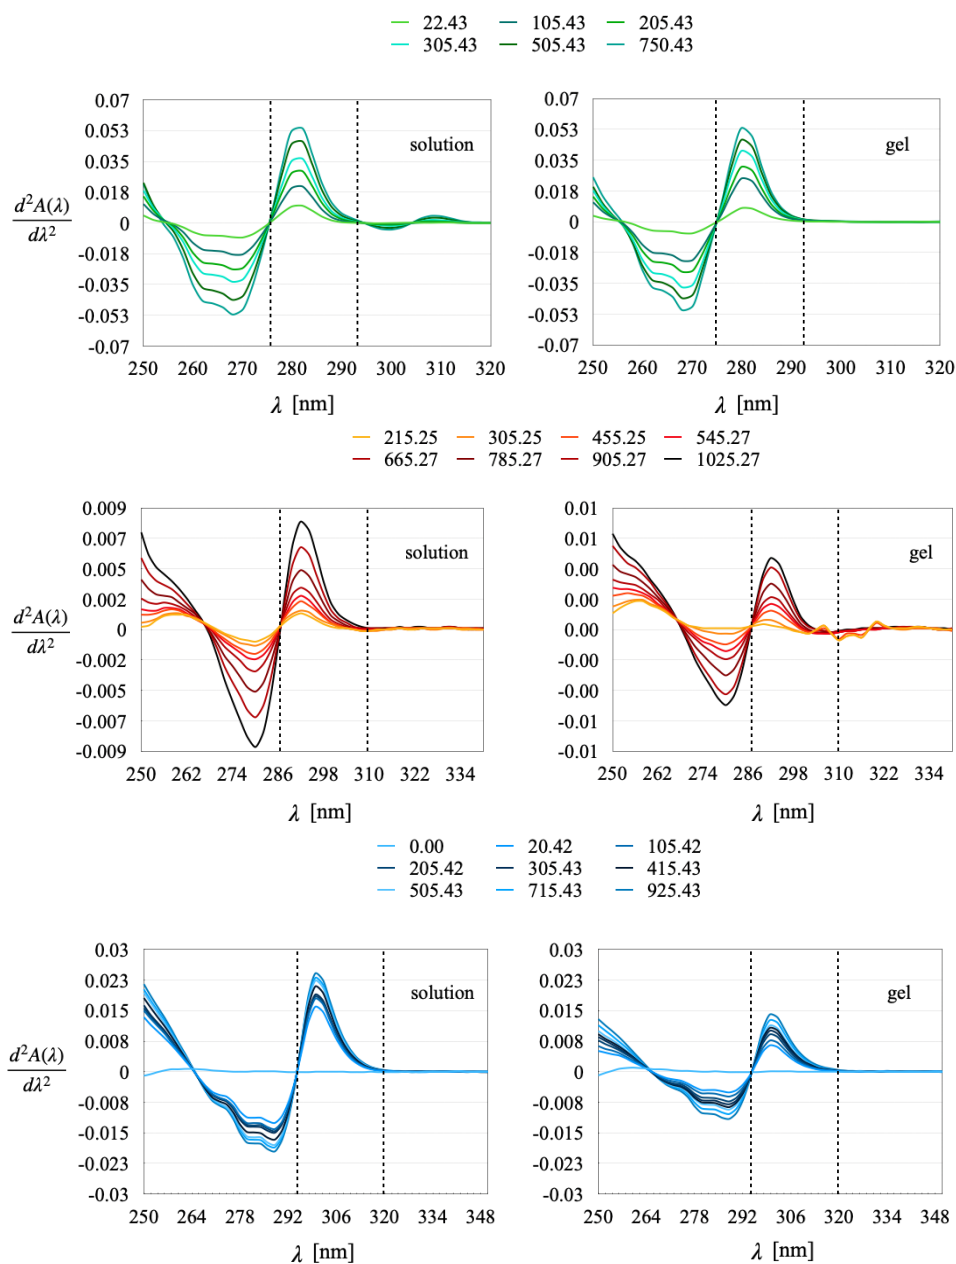 22.43 105.43 205.43
305.43 505.43 750.43
0.07 0.07
0.053 solution 0.053 gel
0.035 0.035
0.018 0.018
d²A(λ)/dλ² 0 0
-0.018 -0.018
-0.035 -0.035
-0.053 -0.053
-0.07 -0.07
250 260 270 280 290 300 310 320 250 260 270 280 290 300 310 320
λ [nm] λ [nm]
215.25 305.25 455.25 545.27
665.27 785.27 905.27 1025.27
0.009 0.01
0.007 solution 0.01 gel
0.005 0.00
0.002 0.00
d²A(λ)/dλ² 0 0.00
-0.002 -0.00
-0.005 -0.00
-0.007 -0.01
-0.009 -0.01
250 262 274 286 298 310 322 334 250 262 274 286 298 310 322 334
λ [nm] λ [nm]
0.00 20.42 105.42
205.42 305.43 415.43
505.43 715.43 925.43
0.03 0.03
0.023 solution 0.023 gel
0.015 0.015
0.008 0.008
d²A(λ)/dλ² 0 0
-0.008 -0.008
-0.015 -0.015
-0.023 -0.023
-0.03 -0.03
250 264 278 292 306 320 334 348 250 264 278 292 306 320 334 348
λ [nm] λ [nm]